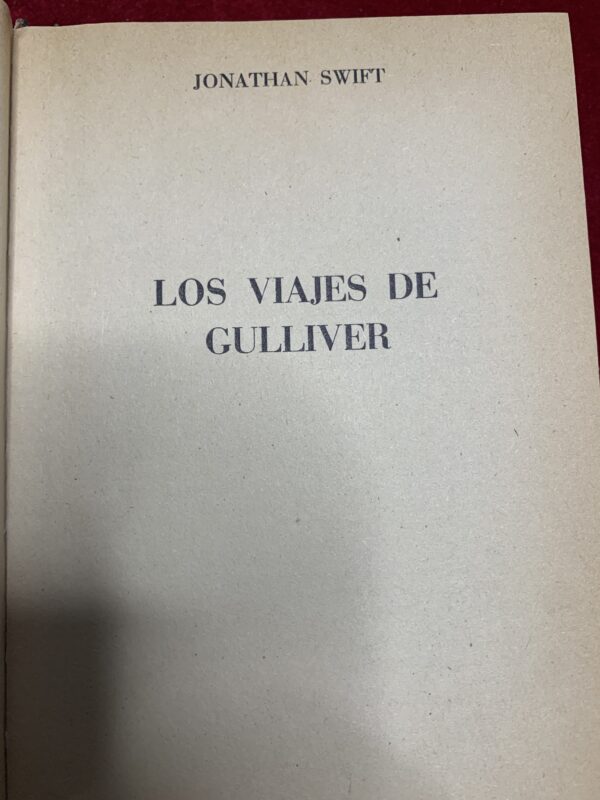 JONATHAN SWIFT
LOS VIAJES DE
GULLIVER